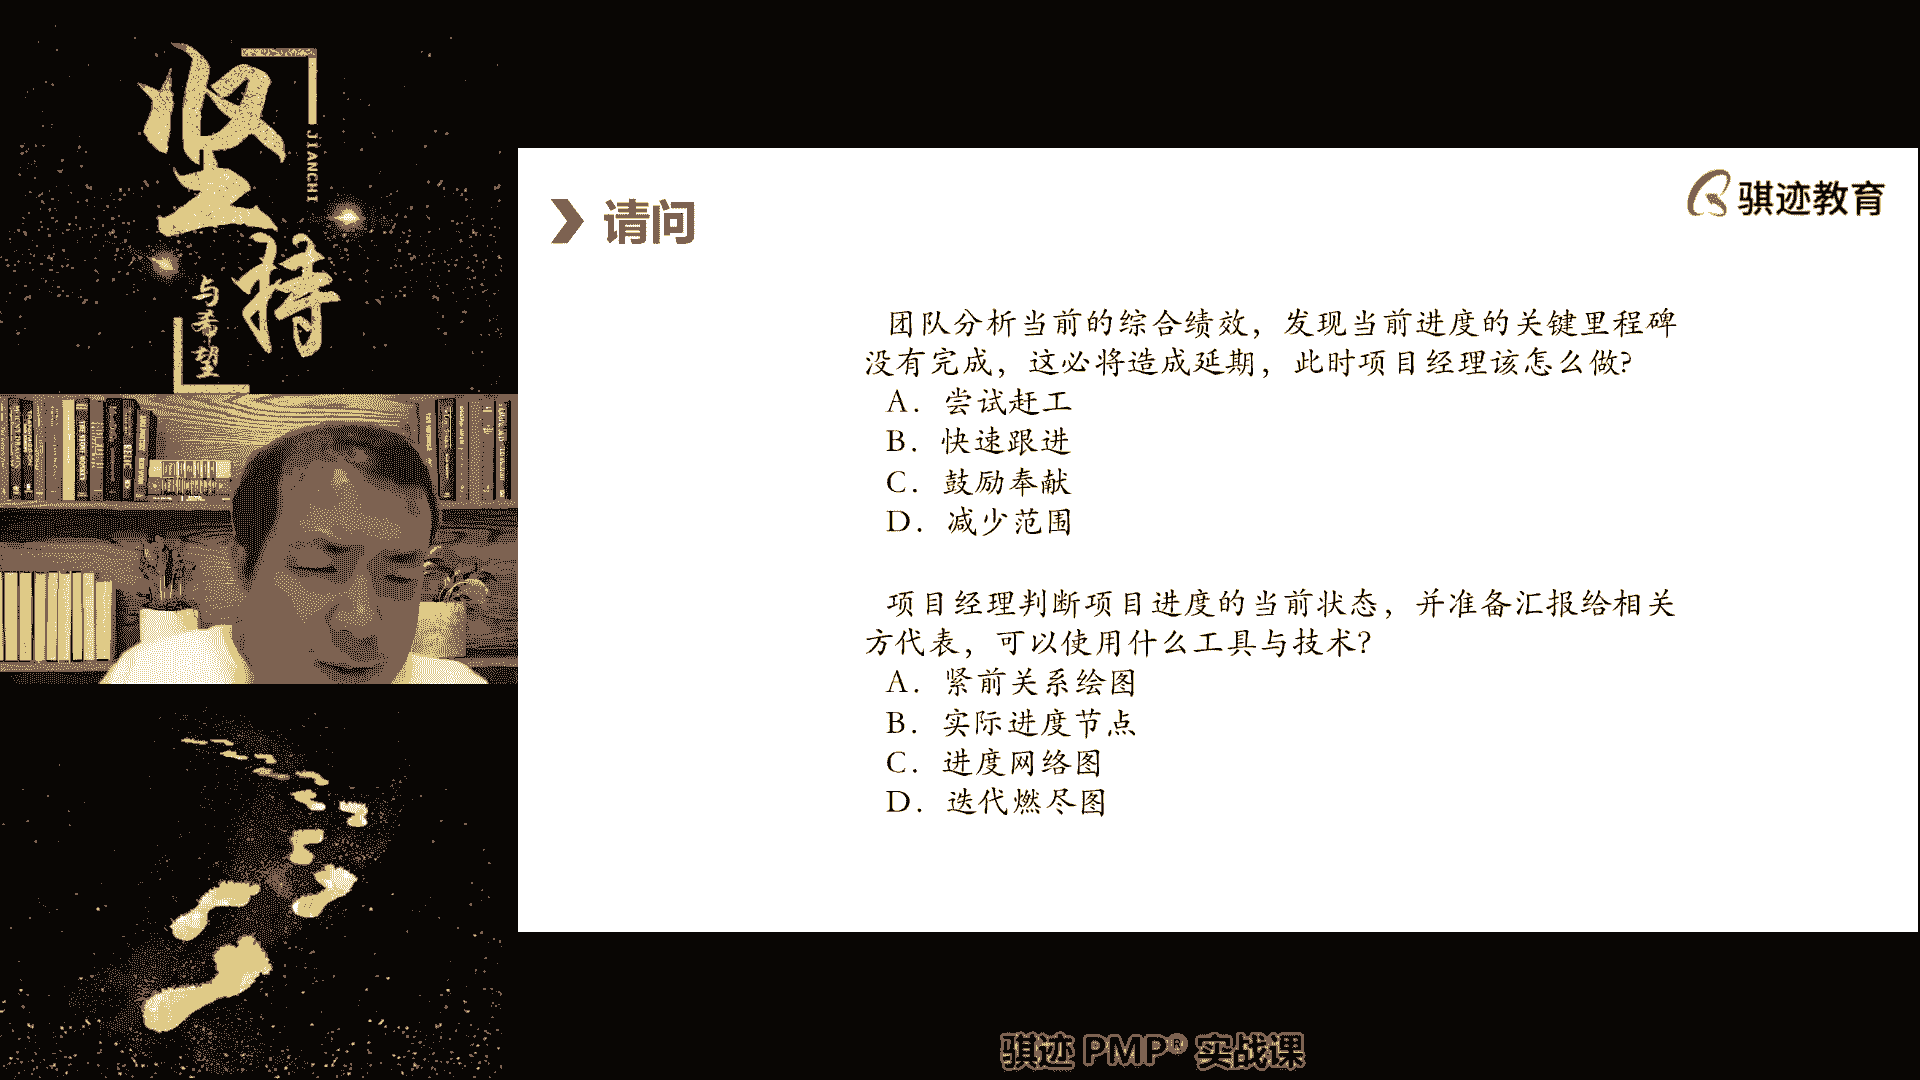 坚持
JIANCHI
与希望
骐迹教育
请问
团队分析当前的综合绩效，发现当前进度的关键里程碑
没有完成，这必将造成延期，此时项目经理该怎么做？
A. 尝试赶工
B. 快速跟进
C. 鼓励奉献
D. 减少范围
项目经理判断项目进度的当前状态，并准备汇报给相关
方代表，可以使用什么工具与技术？
A. 紧前关系绘图
B. 实际进度节点
C. 进度网络图
D. 迭代燃尽图
骐迹 PMP® 实战课